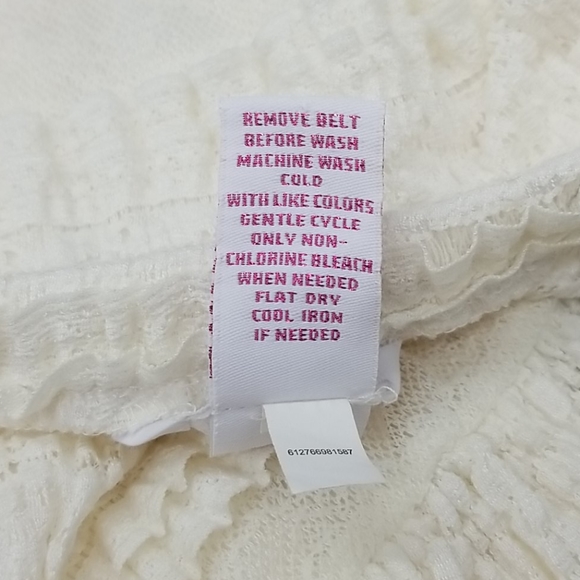 REMOVE BELT
BEFORE WASH
MACHINE WASH
COLD
WITH LIKE COLORS
GENTLE CYCLE
ONLY NON-
CHLORINE BLEACH
WHEN NEEDED
FLAT DRY
COOL IRON
IF NEEDED
612766981587